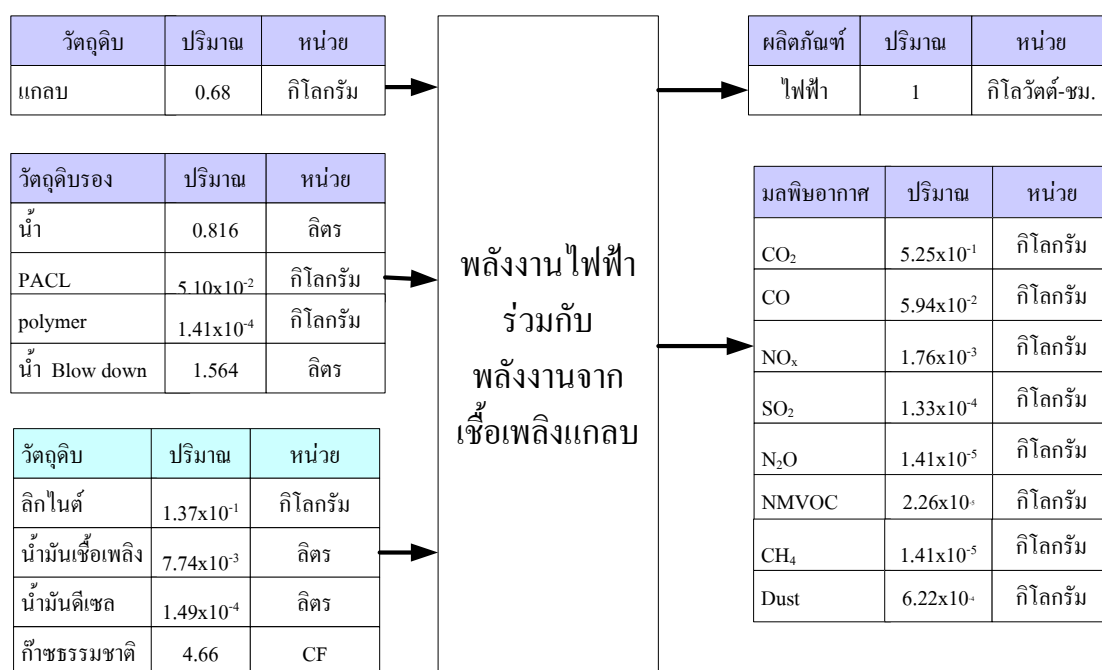 วัตถุดิบ ปริมาณ หน่วย
แกลบ 0.68 กิโลกรัม
วัตถุดิบรอง ปริมาณ หน่วย
น้ำ 0.816 ลิตร
PACL 5.10x10⁻² กิโลกรัม
polymer 1.41x10⁻⁴ กิโลกรัม
น้ำ Blow down 1.564 ลิตร
วัตถุดิบ ปริมาณ หน่วย
ลิกไนต์ 1.37x10⁻¹ กิโลกรัม
น้ำมันเชื้อเพลิง 7.74x10⁻³ ลิตร
น้ำมันดีเซล 1.49x10⁻⁴ ลิตร
ก๊าซธรรมชาติ 4.66 CF
พลังงานไฟฟ้า
ร่วมกับ
พลังงานจาก
เชื้อเพลิงแกลบ
ผลิตภัณฑ์ ปริมาณ หน่วย
ไฟฟ้า 1 กิโลวัตต์-ชม.
มลพิษอากาศ ปริมาณ หน่วย
CO₂ 5.25x10⁻¹ กิโลกรัม
CO 5.94x10⁻² กิโลกรัม
NOₓ 1.76x10⁻³ กิโลกรัม
SO₂ 1.33x10⁻⁴ กิโลกรัม
N₂O 1.41x10⁻⁵ กิโลกรัม
NMVOC กิโลกรัม
CH₄ 1.41x10⁻⁵ กิโลกรัม
Dust 6.22x10⁻⁴ กิโลกรัม